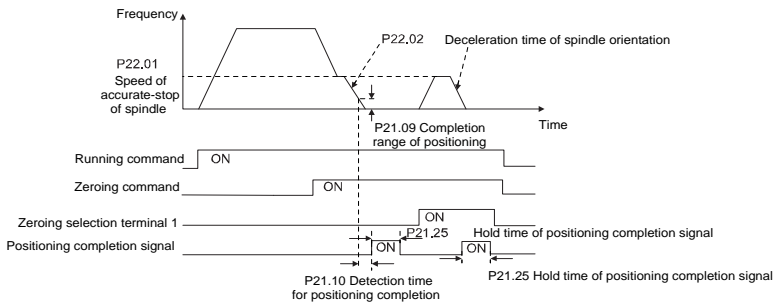 Frequency
P22.02
Deceleration time of spindle orientation
P22.01
Speed of
accurate-stop
of spindle
Time
P21.09 Completion
range of positioning
Running command
ON
Zeroing command
ON
Zeroing selection terminal 1
ON
P21.25
Hold time of positioning completion signal
Positioning completion signal
ON
ON
P21.10 Detection time
for positioning completion
P21.25 Hold time of positioning completion signal